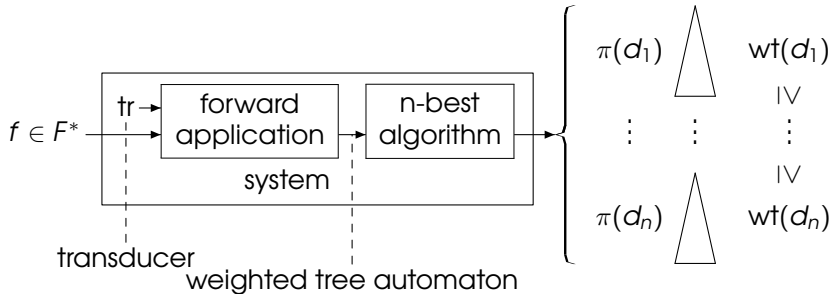 f ∈ F*
tr
forward
application
n-best
algorithm
system
transducer
weighted tree automaton
π(d₁) wt(d₁)
≥
⋮ ⋮ ⋮
≥
π(dₙ) wt(dₙ)